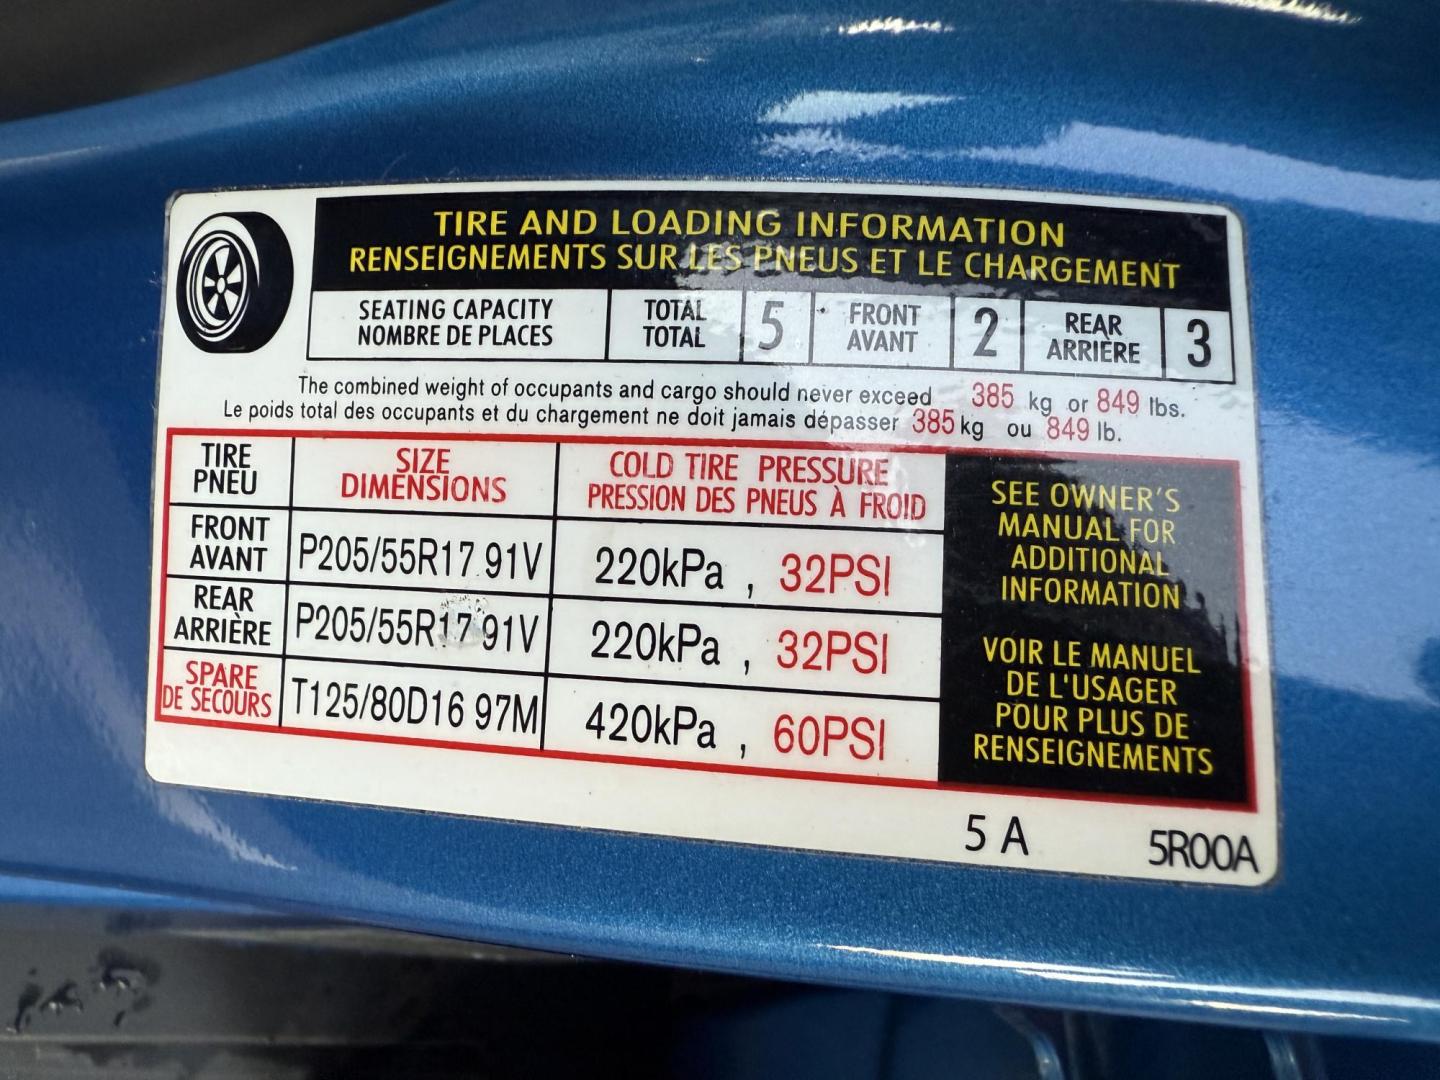 TIRE AND LOADING INFORMATION
RENSEIGNEMENTS SUR LES PNEUS ET LE CHARGEMENT
SEATING CAPACITY
NOMBRE DE PLACES
TOTAL
TOTAL
5
FRONT
AVANT
2
REAR
ARRIÈRE
3
The combined weight of occupants and cargo should never exceed 385 kg or 849 lbs.
Le poids total des occupants et du chargement ne doit jamais dépasser 385 kg ou 849 lb.
TIRE
PNEU
SIZE
DIMENSIONS
COLD TIRE PRESSURE
PRESSION DES PNEUS À FROID
FRONT
AVANT
P205/55R17 91V
220kPa , 32PSI
REAR
ARRIÈRE
P205/55R17 91V
220kPa , 32PSI
SPARE
DE SECOURS
T125/80D16 97M
420kPa , 60PSI
SEE OWNER'S
MANUAL FOR
ADDITIONAL
INFORMATION
VOIR LE MANUEL
DE L'USAGER
POUR PLUS DE
RENSEIGNEMENTS
5 A
5R00A